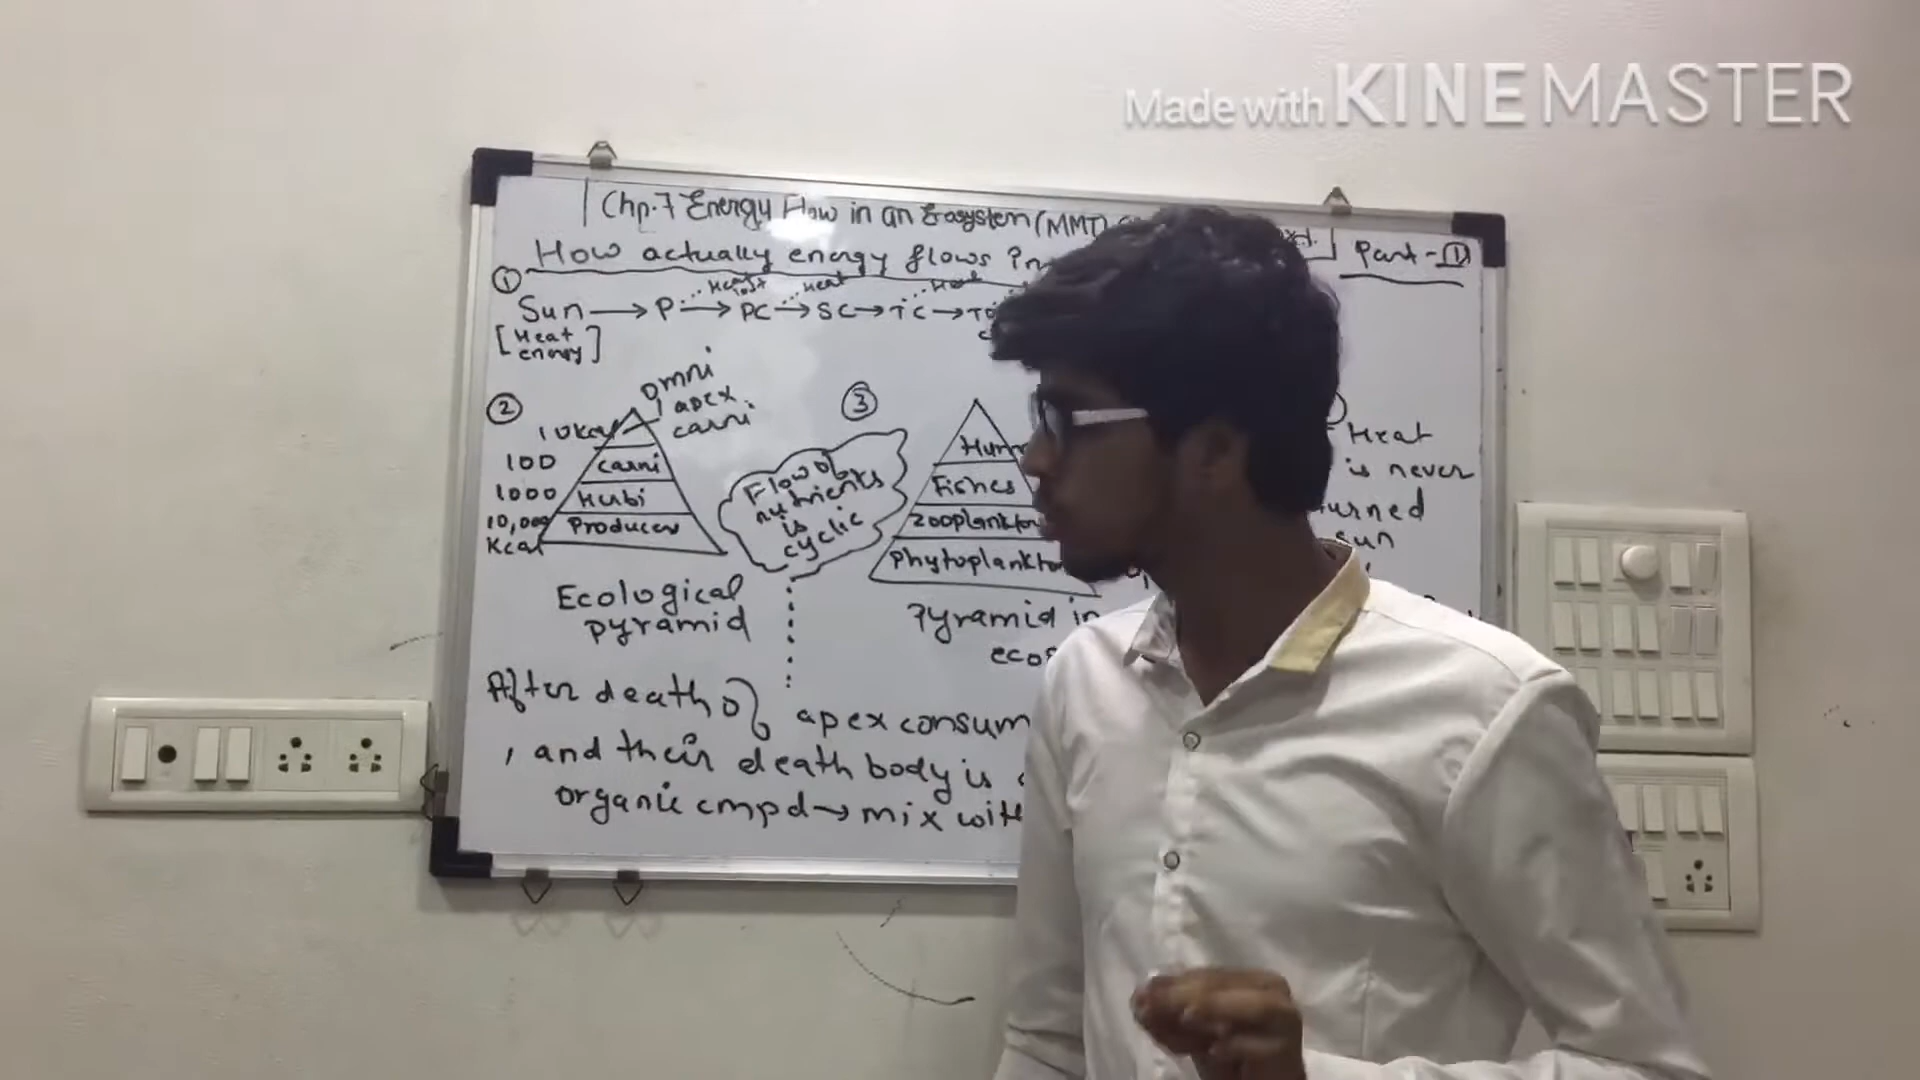 Made with KINEMASTER
Chp.7 Energy Flow in an Ecosystem (MMT)
Part-①
How actually energy flows in
①
Heat lost
Heat
Heat
Sun → P → PC → SC → TC →
[Heat energy]
②
Omni
apex
carni
10 Kcal
100 carni
1000 Herbi
10,000 Kcal Producer
Ecological
pyramid
Flow of
nutrients
is
cyclic
③
Fishes
Zooplankton
Phytoplankton
Pyramid in
Heat
is never
sun
After death of apex
, and their death body is
organic cmpd → mix with